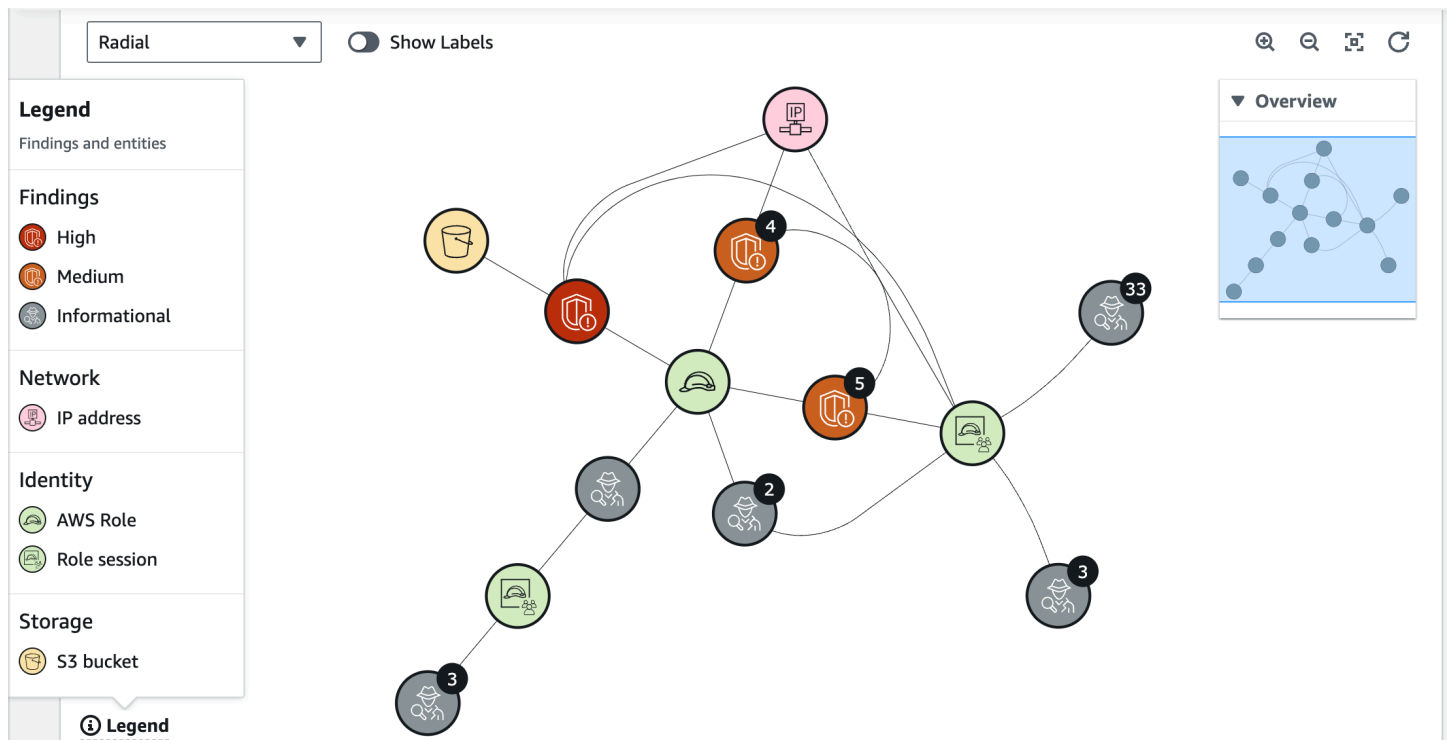 Radial
Show Labels
Legend
Findings and entities
Findings
High
Medium
Informational
Network
IP address
Identity
AWS Role
Role session
Storage
S3 bucket
Legend
Overview
IP
4
33
5
2
3
3